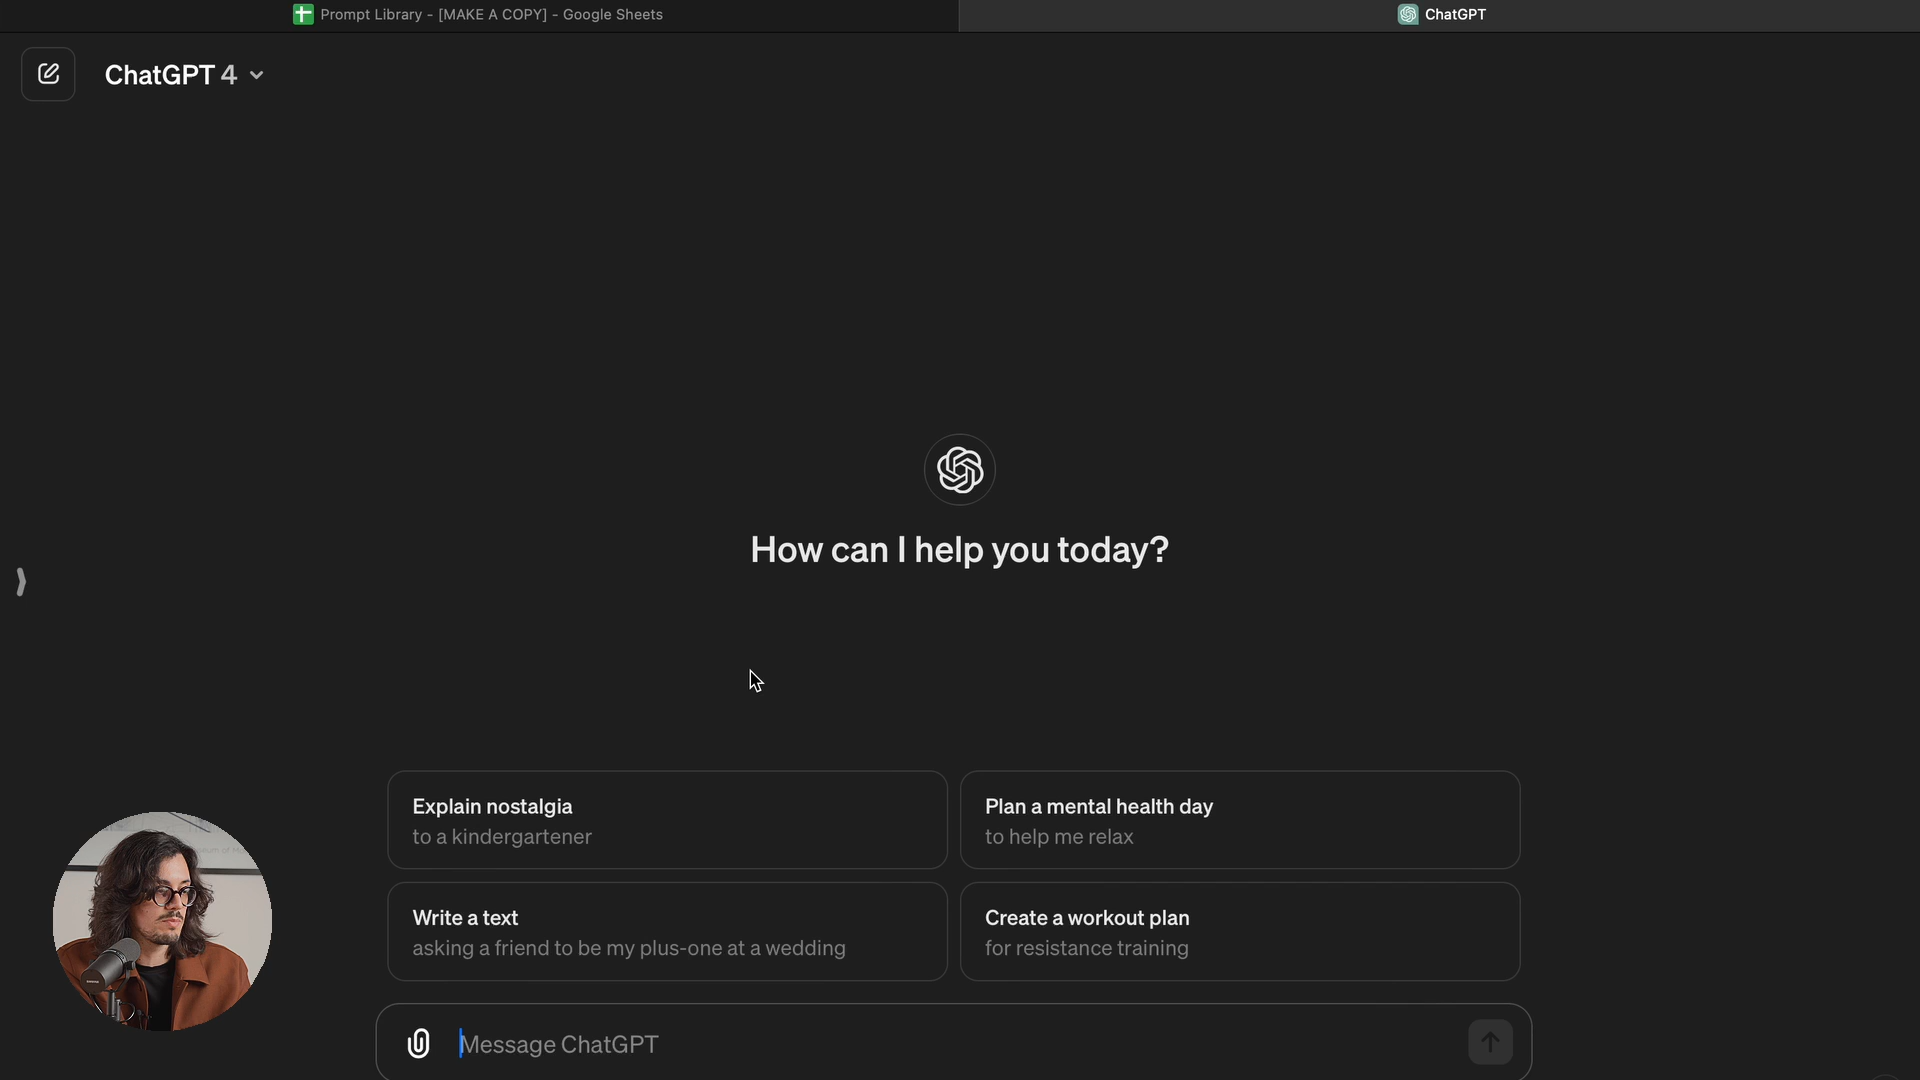 Prompt Library - [MAKE A COPY] - Google Sheets
ChatGPT
ChatGPT 4
How can I help you today?
Explain nostalgia
to a kindergartener
Plan a mental health day
to help me relax
Write a text
asking a friend to be my plus-one at a wedding
Create a workout plan
for resistance training
Message ChatGPT